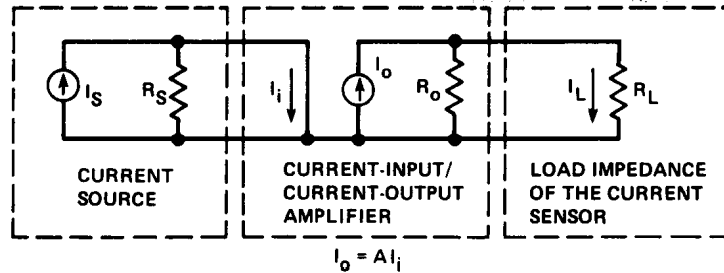 I_S
R_S
I_i
I_o
R_o
I_L
R_L
CURRENT
SOURCE
CURRENT-INPUT/
CURRENT-OUTPUT
AMPLIFIER
LOAD IMPEDANCE
OF THE CURRENT
SENSOR
I_o = AI_i